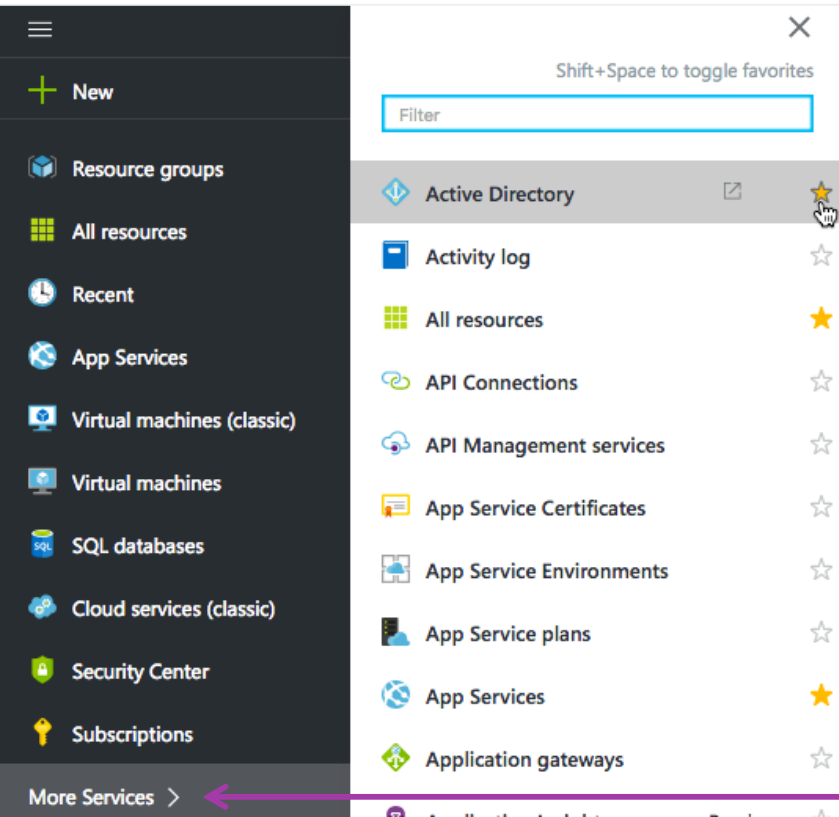 New
Resource groups
All resources
Recent
App Services
Virtual machines (classic)
Virtual machines
SQL
SQL databases
Cloud services (classic)
Security Center
Subscriptions
More Services
Shift+Space to toggle favorites
Filter
Active Directory
Activity log
All resources
API Connections
API Management services
App Service Certificates
App Service Environments
App Service plans
App Services
Application gateways